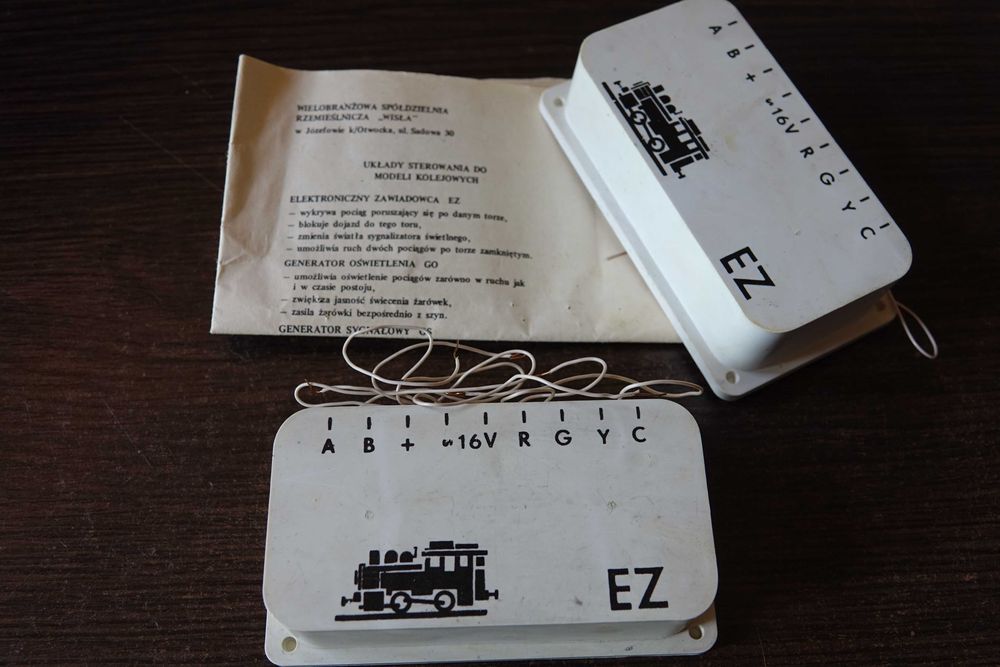 WIELOBRANŻOWA SPÓŁDZIELNIA
RZEMIEŚLNICZA „WISŁA"
w Józefowie k/Otwocka, ul. Sadowa 30
UKŁADY STEROWANIA DO
MODELI KOLEJOWYCH
ELEKTRONICZNY ZAWIADOWCA EZ
— wykrywa pociąg poruszający się po danym torze,
— blokuje dojazd do tego toru,
— zmienia światła sygnalizatora świetlnego,
— umożliwia ruch dwóch pociągów po torze zamkniętym.
GENERATOR OŚWIETLENIA GO
— umożliwia oświetlenie pociągów zarówno w ruchu jak
i w czasie postoju,
— zwiększa jasność świecenia żarówek,
— zasila żarówki bezpośrednio z szyn.
GENERATOR SYGNAŁOWY GS
A B + ~16V R G Y C
EZ
A B + ~16V R G Y C
EZ